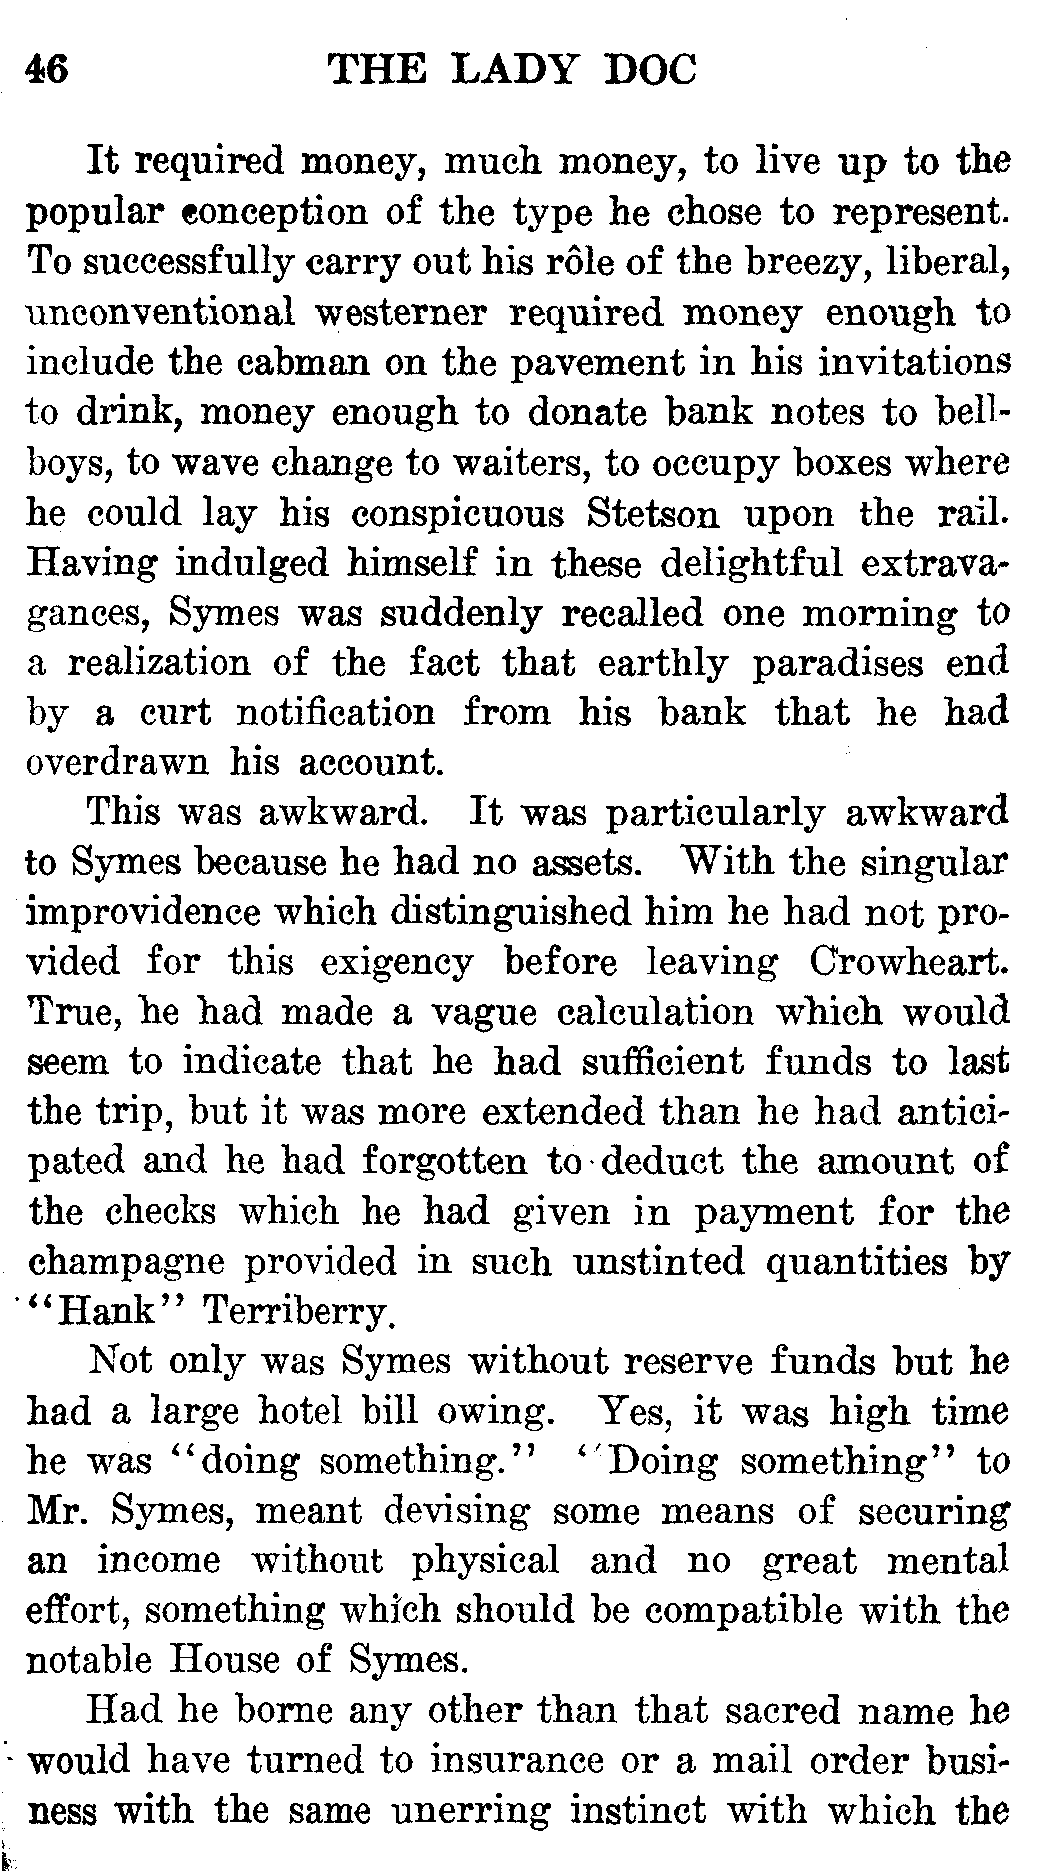 46 THE LADY DOC
It required money, much money, to live up to the
popular conception of the type he chose to represent.
To successfully carry out his rôle of the breezy, liberal,
unconventional westerner required money enough to
include the cabman on the pavement in his invitations
to drink, money enough to donate bank notes to bell-
boys, to wave change to waiters, to occupy boxes where
he could lay his conspicuous Stetson upon the rail.
Having indulged himself in these delightful extrava-
gances, Symes was suddenly recalled one morning to
a realization of the fact that earthly paradises end
by a curt notification from his bank that he had
overdrawn his account.
This was awkward. It was particularly awkward
to Symes because he had no assets. With the singular
improvidence which distinguished him he had not pro-
vided for this exigency before leaving Crowheart.
True, he had made a vague calculation which would
seem to indicate that he had sufficient funds to last
the trip, but it was more extended than he had antici-
pated and he had forgotten to deduct the amount of
the checks which he had given in payment for the
champagne provided in such unstinted quantities by
"Hank" Terriberry.
Not only was Symes without reserve funds but he
had a large hotel bill owing. Yes, it was high time
he was "doing something." "Doing something" to
Mr. Symes, meant devising some means of securing
an income without physical and no great mental
effort, something which should be compatible with the
notable House of Symes.
Had he borne any other than that sacred name he
would have turned to insurance or a mail order busi-
ness with the same unerring instinct with which the